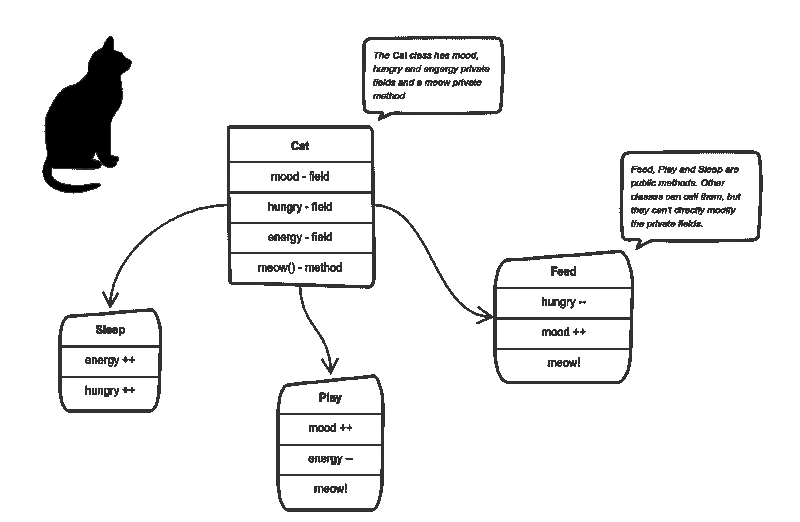 The Cat class has mood,
hungry and engergy private
fields and a meow private
method
Cat
mood - field
hungry - field
energy - field
meow() - method
Feed, Play and Sleep are
public methods. Other
classes can call them, but
they can't directly modify
the private fields.
Feed
hungry --
mood ++
meow!
Sleep
energy ++
hungry ++
Play
mood ++
energy --
meow!